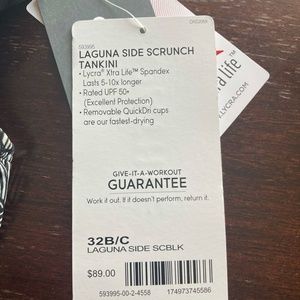 593995
LAGUNA SIDE SCRUNCH
TANKINI
• Lycra® Xtra Life™ Spandex
Lasts 5-10x longer
• Rated UPF 50+
(Excellent Protection)
• Removable QuickDri cups
are our fastest-drying
GIVE-IT-A-WORKOUT
GUARANTEE
Work it out. If it doesn't perform, return it.
32B/C
LAGUNA SIDE SCBLK
$89.00
593995-00-2-4558
174973745586
life™
LYCRA.COM